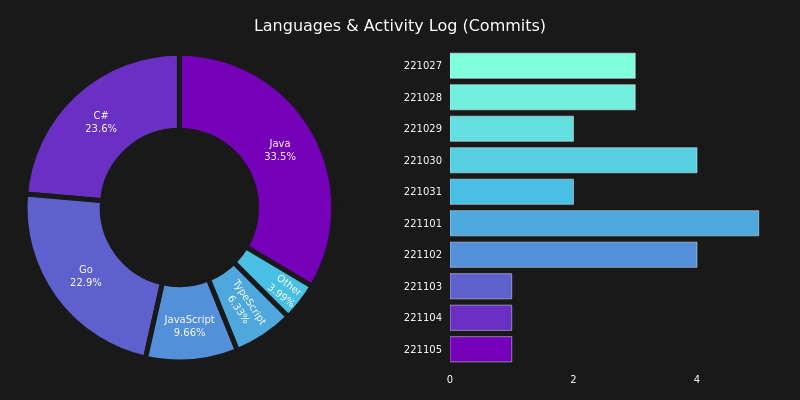 Languages & Activity Log (Commits)
C#
23.6%
Java
33.5%
Go
22.9%
JavaScript
9.66%
TypeScript
6.33%
Other
3.99%
221027
221028
221029
221030
221031
221101
221102
221103
221104
221105
0
2
4